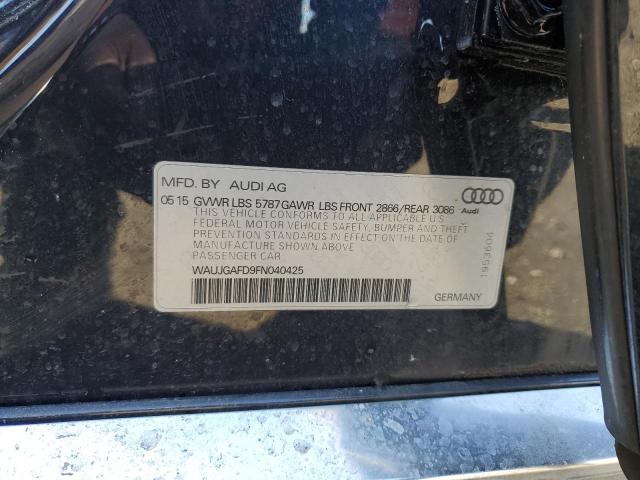 MFD. BY AUDI AG
05 15 GVWR LBS 5787 GAWR LBS FRONT 2866/REAR 3086
THIS VEHICLE CONFORMS TO ALL APPLICABLE U.S.
FEDERAL MOTOR VEHICLE SAFETY, BUMPER AND THEFT
PREVENTION STANDARDS IN EFFECT ON THE DATE OF
MANUFACTURE SHOWN ABOVE
PASSENGER CAR
WAUJGAFD9FN040425
Audi
1953604
GERMANY